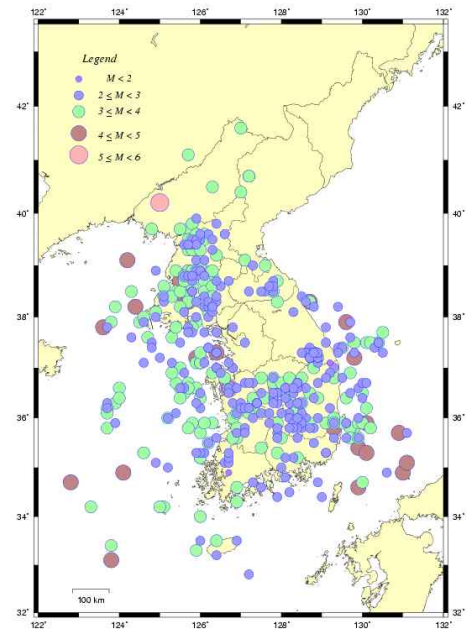 122° 124° 126° 128° 130° 132°
Legend
M < 2
2 ≤ M < 3
3 ≤ M < 4
4 ≤ M < 5
5 ≤ M < 6
42° 42°
40° 40°
38° 38°
36° 36°
34° 34°
100 km
32° 32°
122° 124° 126° 128° 130° 132°